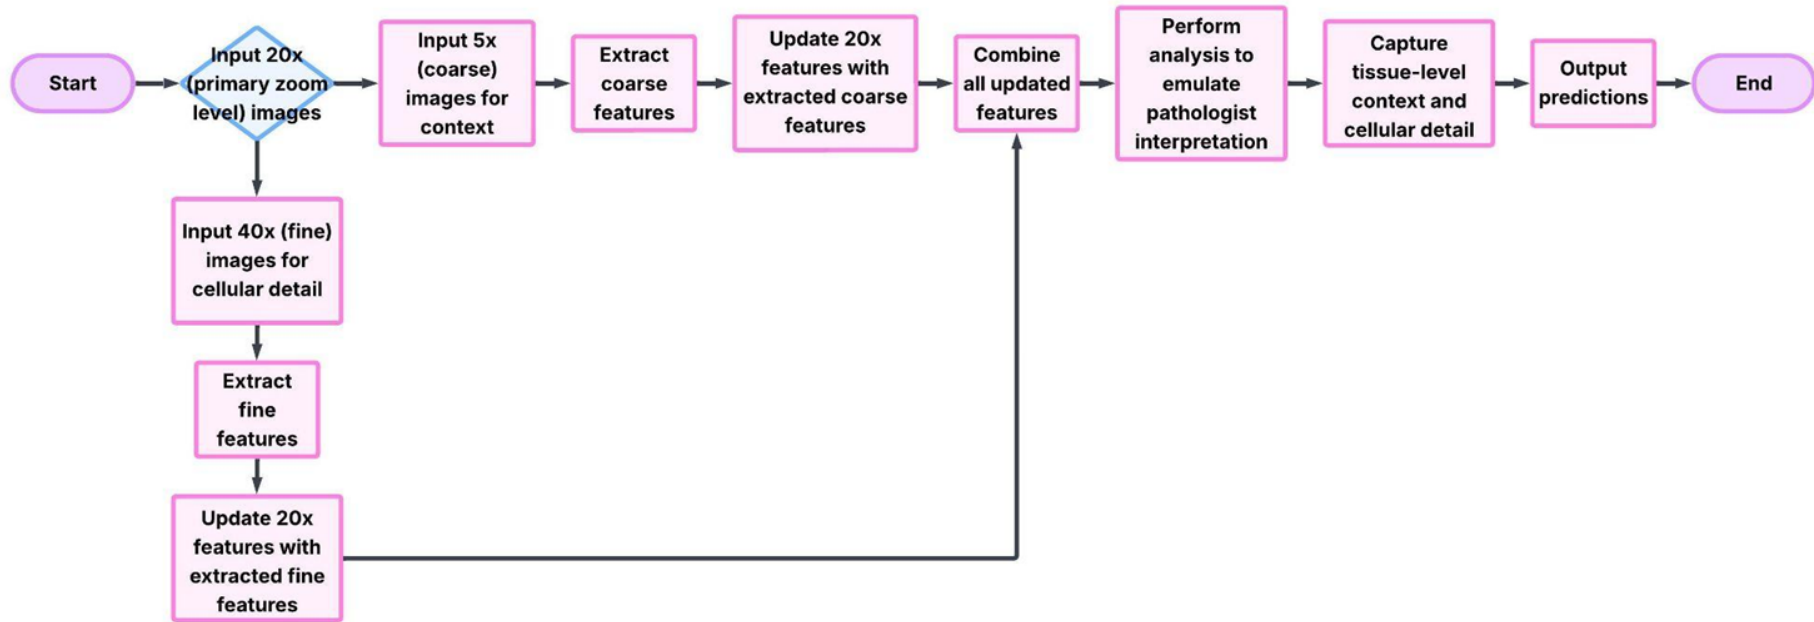 Start
Input 20x
(primary zoom
level) images
Input 5x
(coarse)
images for
context
Extract
coarse
features
Update 20x
features with
extracted coarse
features
Combine
all updated
features
Perform
analysis to
emulate
pathologist
interpretation
Capture
tissue-level
context and
cellular detail
Output
predictions
End
Input 40x (fine)
images for
cellular detail
Extract
fine
features
Update 20x
features with
extracted fine
features